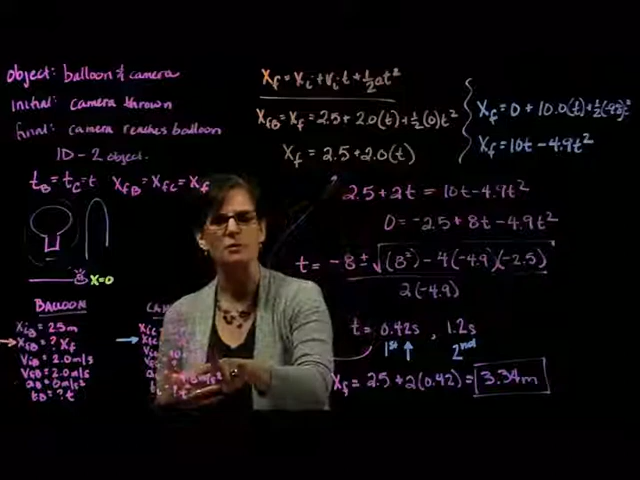 object: balloon & camera
initial: camera thrown
final: camera reaches balloon
1D - 2 object.
t_B = t_C = t   x_fB = x_fC = x_f
x=0
BALLOON
x_iB = 2.5m
x_fB = ? x_f
v_iB = 2.0m/s
v_fB = 2.0m/s
a_B = 0m/s²
t_B = ? t
x_f = x_i + v_i t + ½at²
x_fB = x_f = 2.5 + 2.0(t) + ½(0)t²
x_f = 2.5 + 2.0(t)
x_f = 0 + 10.0(t) + ½(-9.8)t²
x_f = 10t - 4.9t²
2.5 + 2t = 10t - 4.9t²
0 = -2.5 + 8t - 4.9t²
t = -8 ± √(8²) - 4(-4.9)(-2.5)
2(-4.9)
t = 0.42s , 1.2s
1st 2nd
x_f = 2.5 + 2(0.42) = 3.34m